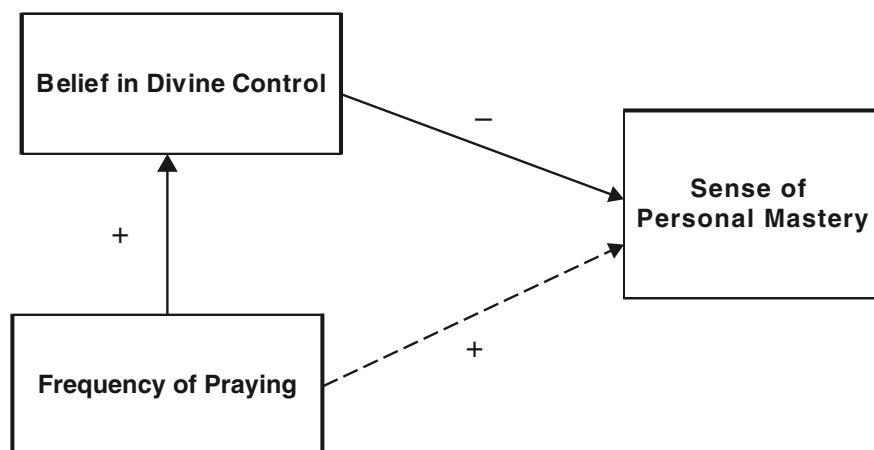 Belief in Divine Control
–
Sense of
Personal Mastery
+
+
Frequency of Praying